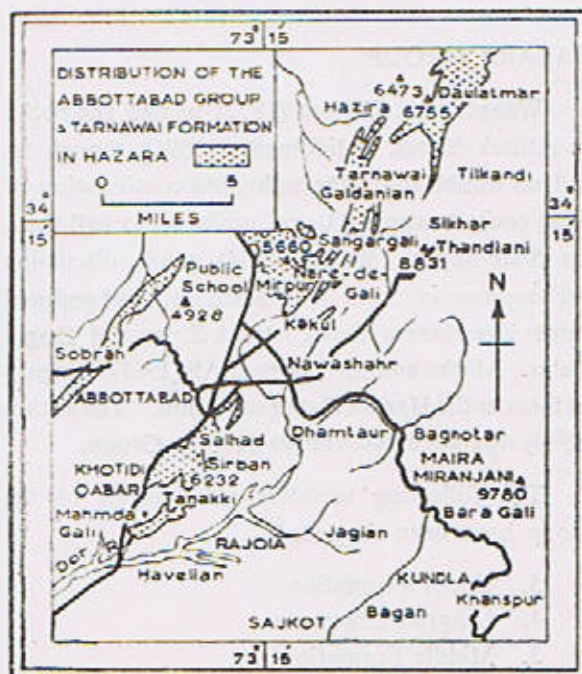 73° 15'
DISTRIBUTION OF THE
ABBOTTABAD GROUP
& TARNAWAI FORMATION
IN HAZARA
0 5
MILES
6473
Daulatmar
6755
Hazira
Tarnawai
Galdanian
Tilkandi
34° 15'
34° 15'
Sikhar
Thandiani
8831
Sangargali
5660
Mirpur
Nare-de-
Gali
Kakul
Public
School
4928
N
Sobrah
Nawashahr
ABBOTTABAD
Dhamtaur
Bagnotar
Salhad
Sirban
6232
KHOTIDI
QABAR
Tanakki
MAIRA
MIRANJANI
9780
Bara Gali
Mahmda
Gali
Dor R
RAJOIA
Jagian
Havelian
KUNDLA
Khanspur
SAJKOT
Bagan
73° 15'